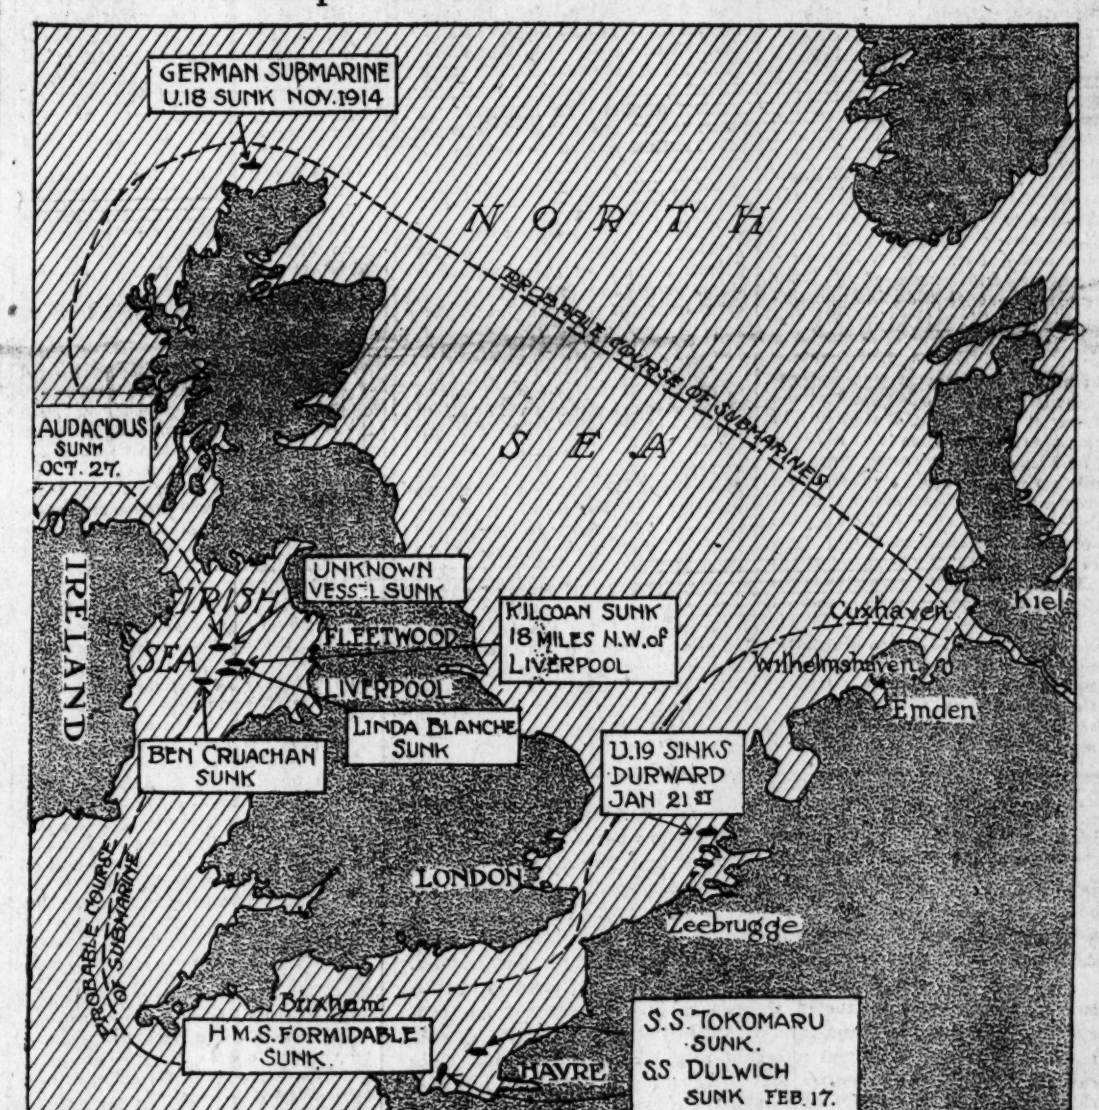 GERMAN SUBMARINE
U.18 SUNK NOV. 1914
NORTH
SEA
PROBABLE COURSE OF SUBMARINES
AUDACIOUS
SUNK
OCT. 27.
IRELAND
IRISH
SEA
UNKNOWN
VESSEL SUNK
FLEETWOOD
LIVERPOOL
KILCOAN SUNK
18 MILES N.W. of
LIVERPOOL
LINDA BLANCHE
SUNK
BEN CRUACHAN
SUNK
Cuxhaven
Kiel
Wilhelmshaven
Emden
U.19 SINKS
DURWARD
JAN 21ST
LONDON
Zeebrugge
PROBABLE COURSE
OF SUBMARINE
Brixham
H.M.S. FORMIDABLE
SUNK.
HAVRE
S.S. TOKOMARU
SUNK.
SS. DULWICH
SUNK FEB. 17.